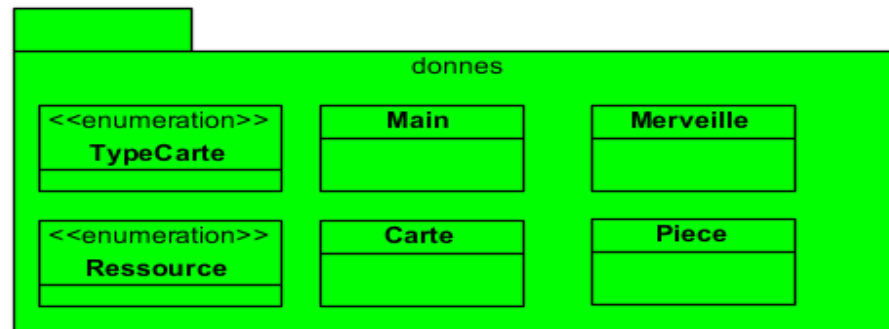 donnes
<<enumeration>>
TypeCarte
Main
Merveille
<<enumeration>>
Ressource
Carte
Piece